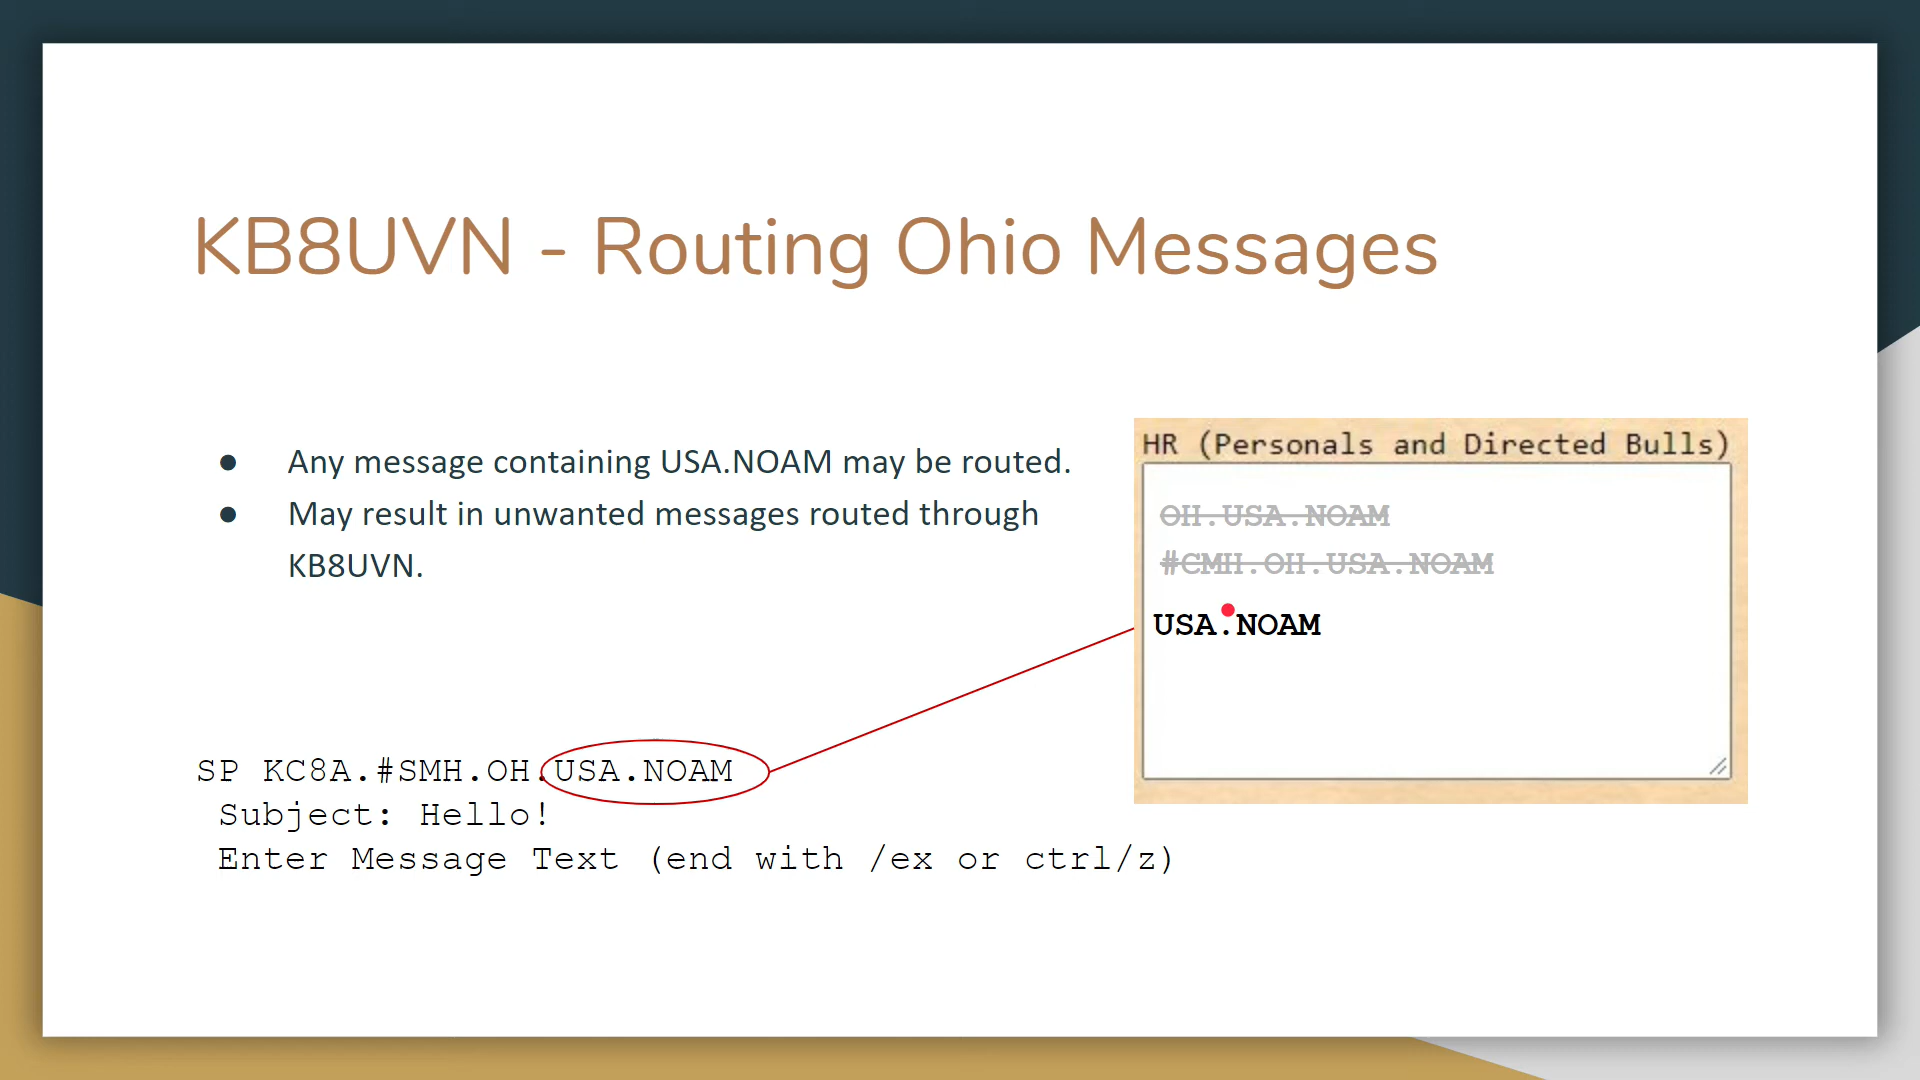 KB8UVN - Routing Ohio Messages
● Any message containing USA.NOAM may be routed.
● May result in unwanted messages routed through
KB8UVN.
HR (Personals and Directed Bulls)
OH.USA.NOAM
#CMH.OH.USA.NOAM
USA.NOAM
SP KC8A.#SMH.OH.USA.NOAM
Subject: Hello!
Enter Message Text (end with /ex or ctrl/z)